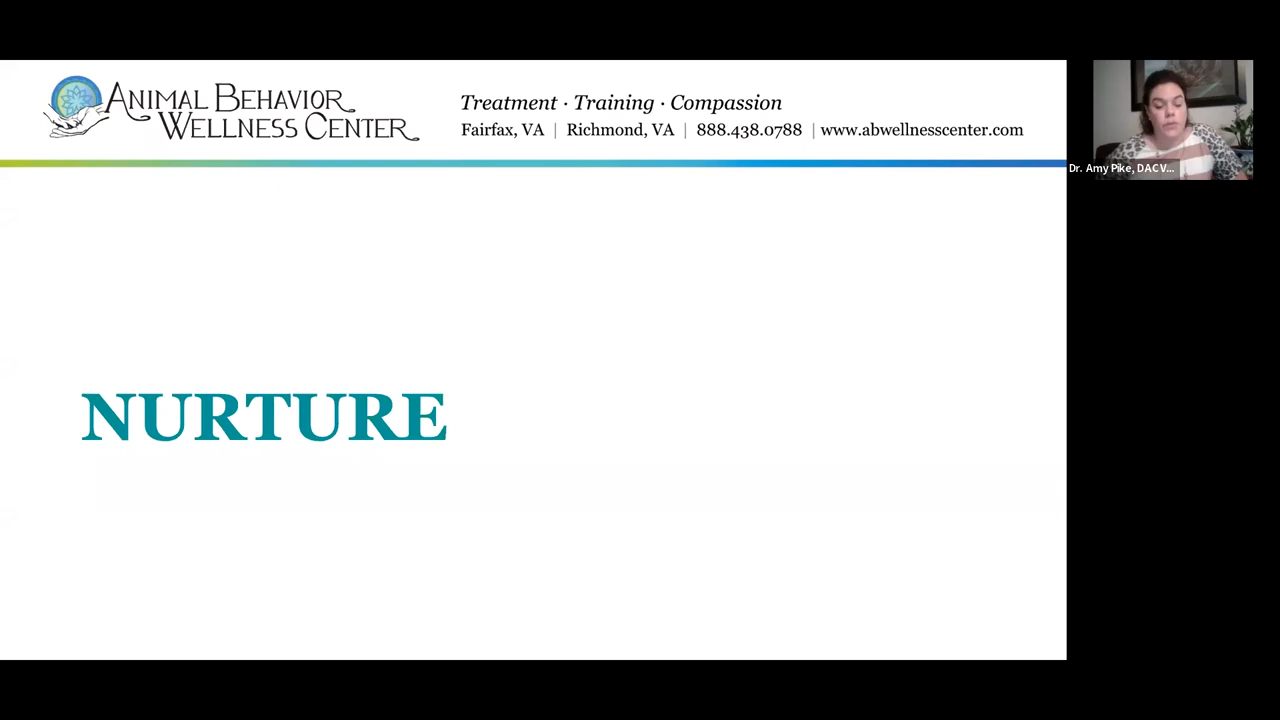 ANIMAL BEHAVIOR
WELLNESS CENTER
Treatment · Training · Compassion
Fairfax, VA | Richmond, VA | 888.438.0788 | www.abwellnesscenter.com
Dr. Amy Pike, DACV...
NURTURE